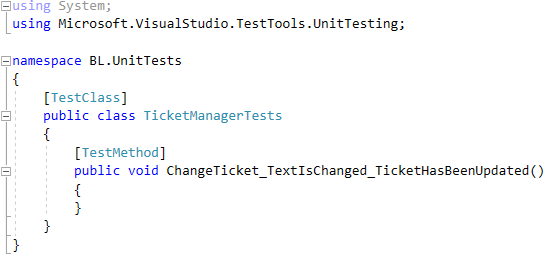 using System;
using Microsoft.VisualStudio.TestTools.UnitTesting;
namespace BL.UnitTests
{
[TestClass]
public class TicketManagerTests
{
[TestMethod]
public void ChangeTicket_TextIsChanged_TicketHasBeenUpdated()
{
}
}
}